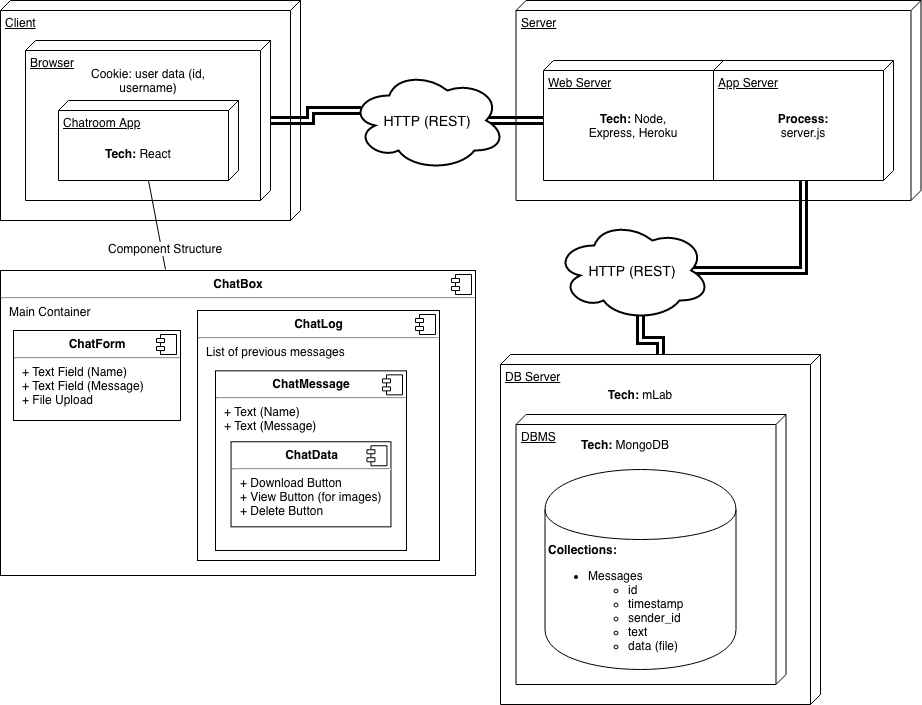 Client
Browser
Cookie: user data (id,
username)
Chatroom App
Tech: React
HTTP (REST)
Server
Web Server
Tech: Node,
Express, Heroku
App Server
Process:
server.js
Component Structure
ChatBox
Main Container
ChatForm
+ Text Field (Name)
+ Text Field (Message)
+ File Upload
ChatLog
List of previous messages
ChatMessage
+ Text (Name)
+ Text (Message)
ChatData
+ Download Button
+ View Button (for images)
+ Delete Button
HTTP (REST)
DB Server
Tech: mLab
DBMS
Tech: MongoDB
Collections:
• Messages
◦ id
◦ timestamp
◦ sender_id
◦ text
◦ data (file)